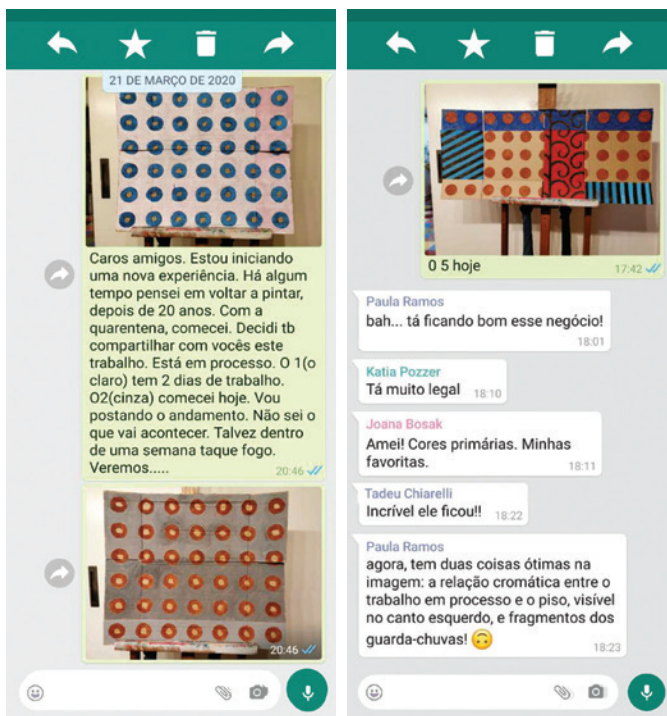 21 DE MARÇO DE 2020
Caros amigos. Estou iniciando
uma nova experiência. Há algum
tempo pensei em voltar a pintar,
depois de 20 anos. Com a
quarentena, comecei. Decidi tb
compartilhar com vocês este
trabalho. Está em processo. O 1(o
claro) tem 2 dias de trabalho.
O2(cinza) comecei hoje. Vou
postando o andamento. Não sei o
que vai acontecer. Talvez dentro
de uma semana taque fogo.
Veremos.....
20:46
20:46
0 5 hoje
17:42
Paula Ramos
bah... tá ficando bom esse negócio!
18:01
Katia Pozzer
Tá muito legal
18:10
Joana Bosak
Amei! Cores primárias. Minhas
favoritas.
18:11
Tadeu Chiarelli
Incrível ele ficou!!
18:22
Paula Ramos
agora, tem duas coisas ótimas na
imagem: a relação cromática entre o
trabalho em processo e o piso, visível
no canto esquerdo, e fragmentos dos
guarda-chuvas!
18:23